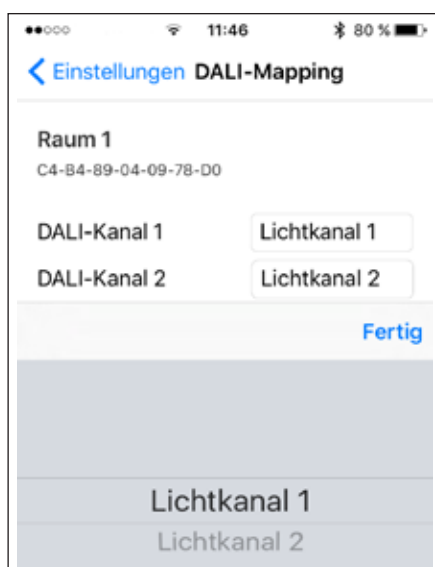 11:46 80 %
Einstellungen DALI-Mapping
Raum 1
C4-B4-89-04-09-78-D0
DALI-Kanal 1 Lichtkanal 1
DALI-Kanal 2 Lichtkanal 2
Fertig
Lichtkanal 1
Lichtkanal 2